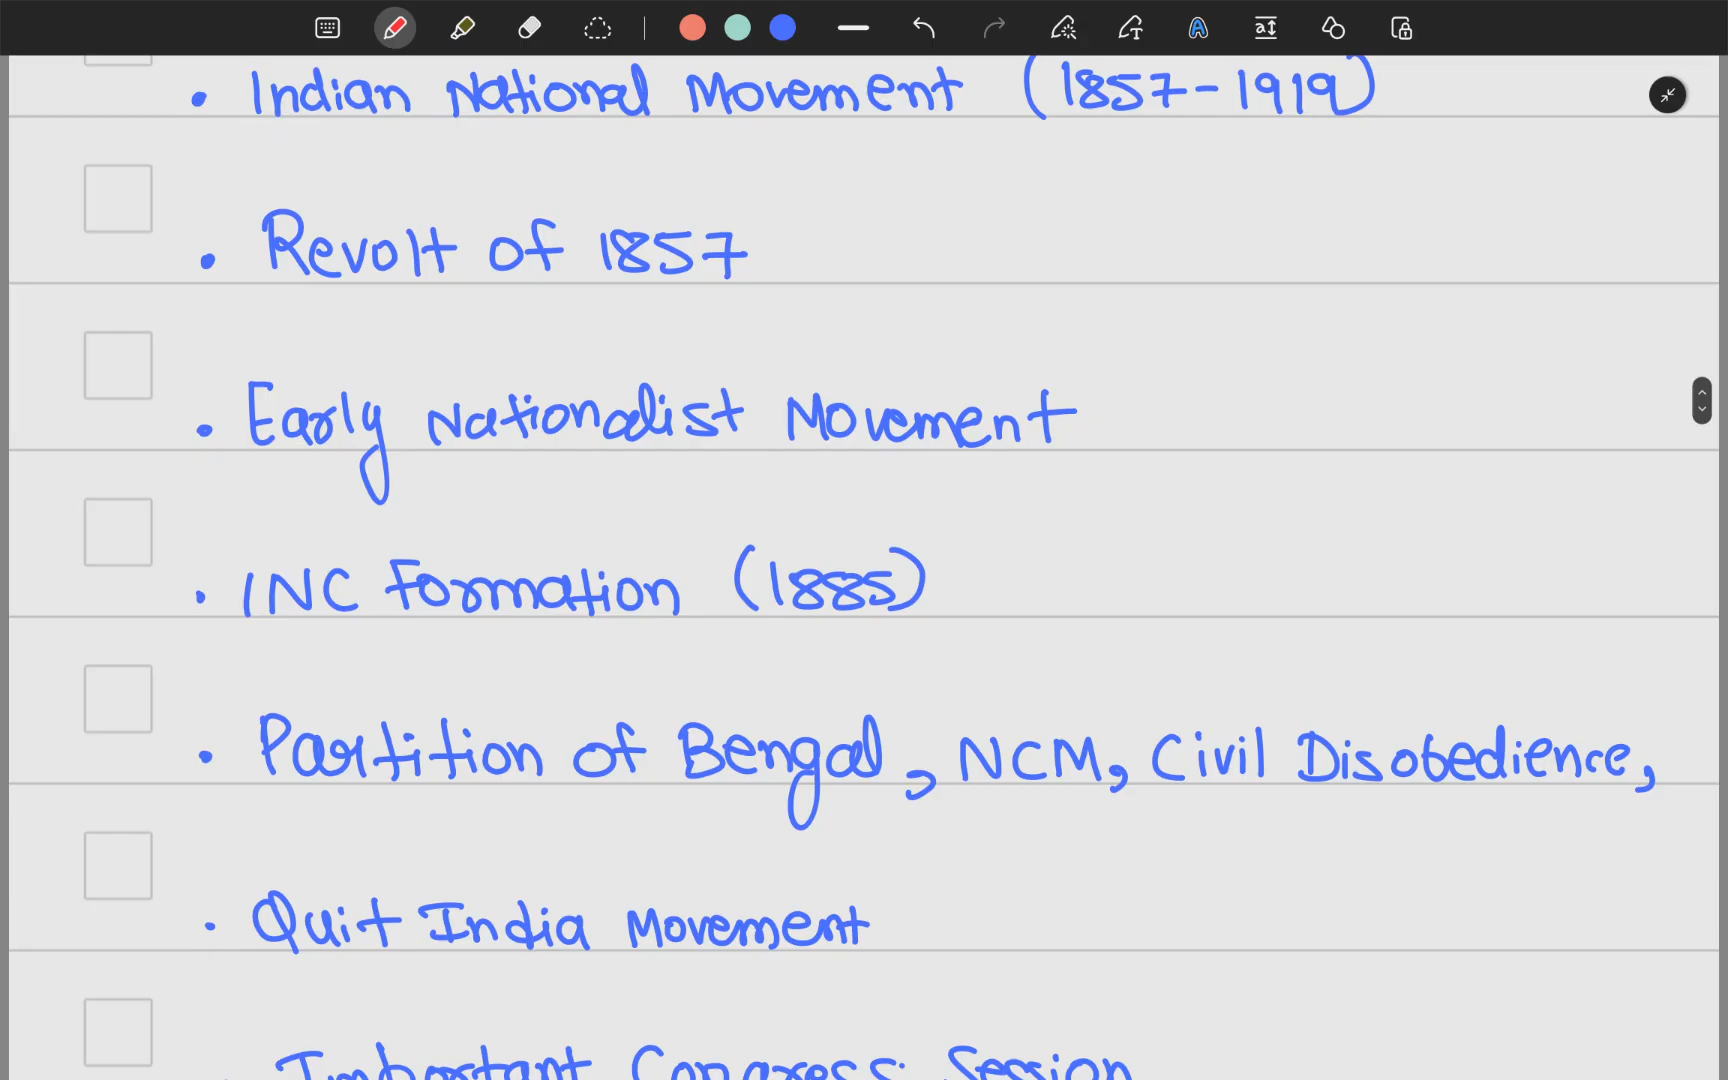 • Indian National Movement (1857-1919)
• Revolt of 1857
• Early Nationalist Movement
• INC Formation (1885)
• Partition of Bengal, NCM, Civil Disobedience,
• Quit India Movement
Important Congress Session